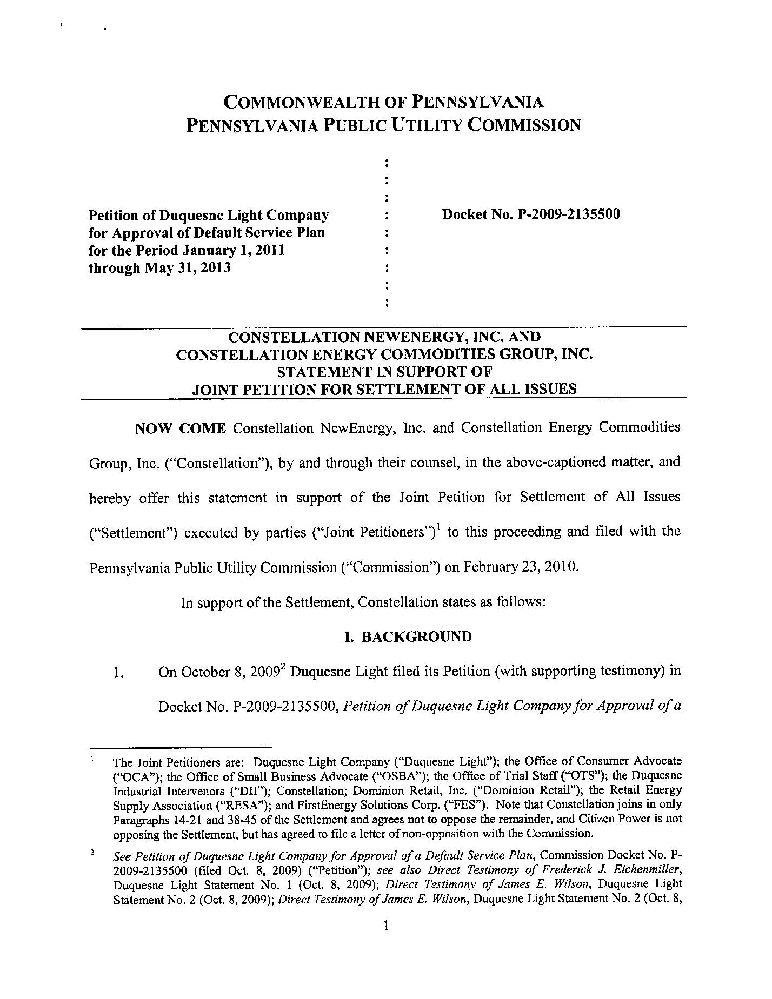 COMMONWEALTH OF PENNSYLVANIA
PENNSYLVANIA PUBLIC UTILITY COMMISSION
:
:
:
Petition of Duquesne Light Company : Docket No. P-2009-2135500
for Approval of Default Service Plan :
for the Period January 1, 2011 :
through May 31, 2013 :
:
:
CONSTELLATION NEWENERGY, INC. AND
CONSTELLATION ENERGY COMMODITIES GROUP, INC.
STATEMENT IN SUPPORT OF
JOINT PETITION FOR SETTLEMENT OF ALL ISSUES
NOW COME Constellation NewEnergy, Inc. and Constellation Energy Commodities
Group, Inc. (“Constellation”), by and through their counsel, in the above-captioned matter, and
hereby offer this statement in support of the Joint Petition for Settlement of All Issues
(“Settlement”) executed by parties (“Joint Petitioners”)1 to this proceeding and filed with the
Pennsylvania Public Utility Commission (“Commission”) on February 23, 2010.
In support of the Settlement, Constellation states as follows:
I. BACKGROUND
1. On October 8, 20092 Duquesne Light filed its Petition (with supporting testimony) in
Docket No. P-2009-2135500, Petition of Duquesne Light Company for Approval of a
1 The Joint Petitioners are: Duquesne Light Company (“Duquesne Light”); the Office of Consumer Advocate
(“OCA”); the Office of Small Business Advocate (“OSBA”); the Office of Trial Staff (“OTS”); the Duquesne
Industrial Intervenors (“DII”); Constellation; Dominion Retail, Inc. (“Dominion Retail”); the Retail Energy
Supply Association (“RESA”); and FirstEnergy Solutions Corp. (“FES”). Note that Constellation joins in only
Paragraphs 14-21 and 38-45 of the Settlement and agrees not to oppose the remainder, and Citizen Power is not
opposing the Settlement, but has agreed to file a letter of non-opposition with the Commission.
2 See Petition of Duquesne Light Company for Approval of a Default Service Plan, Commission Docket No. P-
2009-2135500 (filed Oct. 8, 2009) (“Petition”); see also Direct Testimony of Frederick J. Eichenmiller,
Duquesne Light Statement No. 1 (Oct. 8, 2009); Direct Testimony of James E. Wilson, Duquesne Light
Statement No. 2 (Oct. 8, 2009); Direct Testimony of James E. Wilson, Duquesne Light Statement No. 2 (Oct. 8,
1